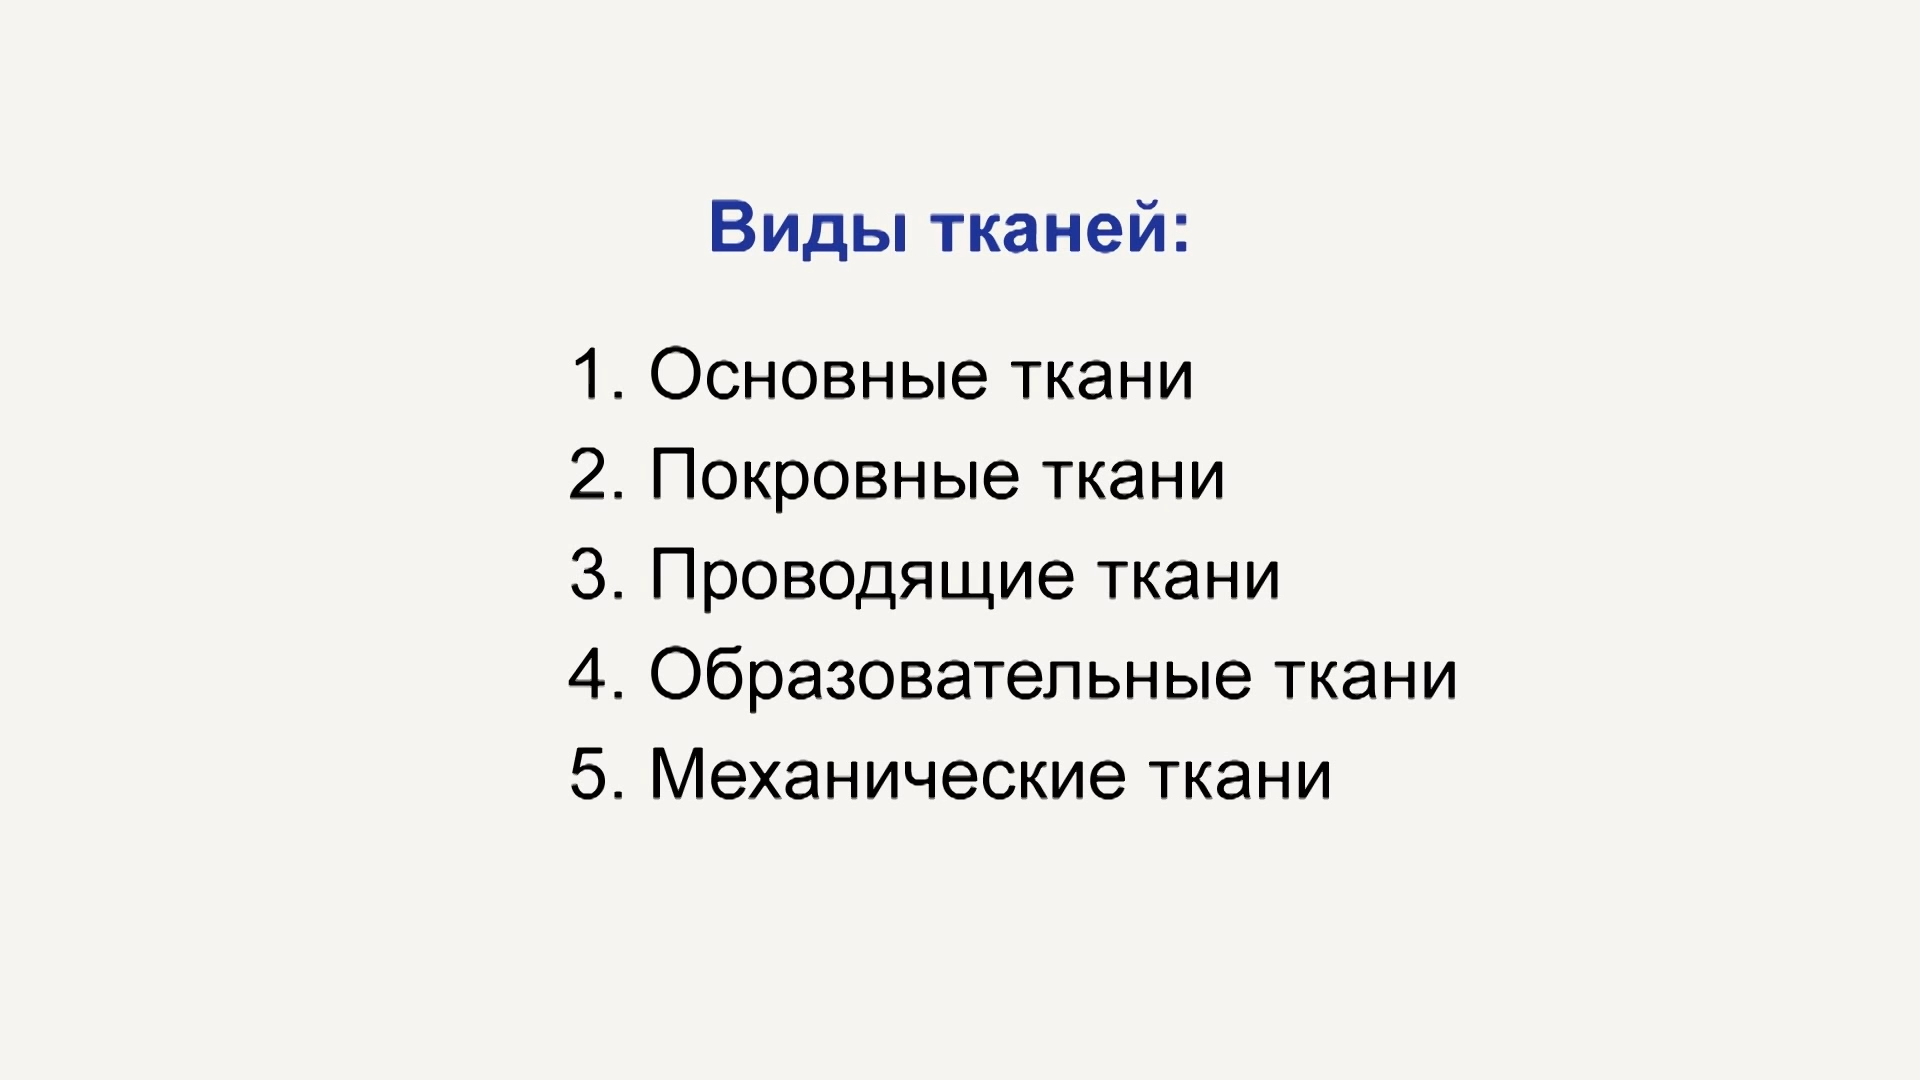 Виды тканей:
1. Основные ткани
2. Покровные ткани
3. Проводящие ткани
4. Образовательные ткани
5. Механические ткани